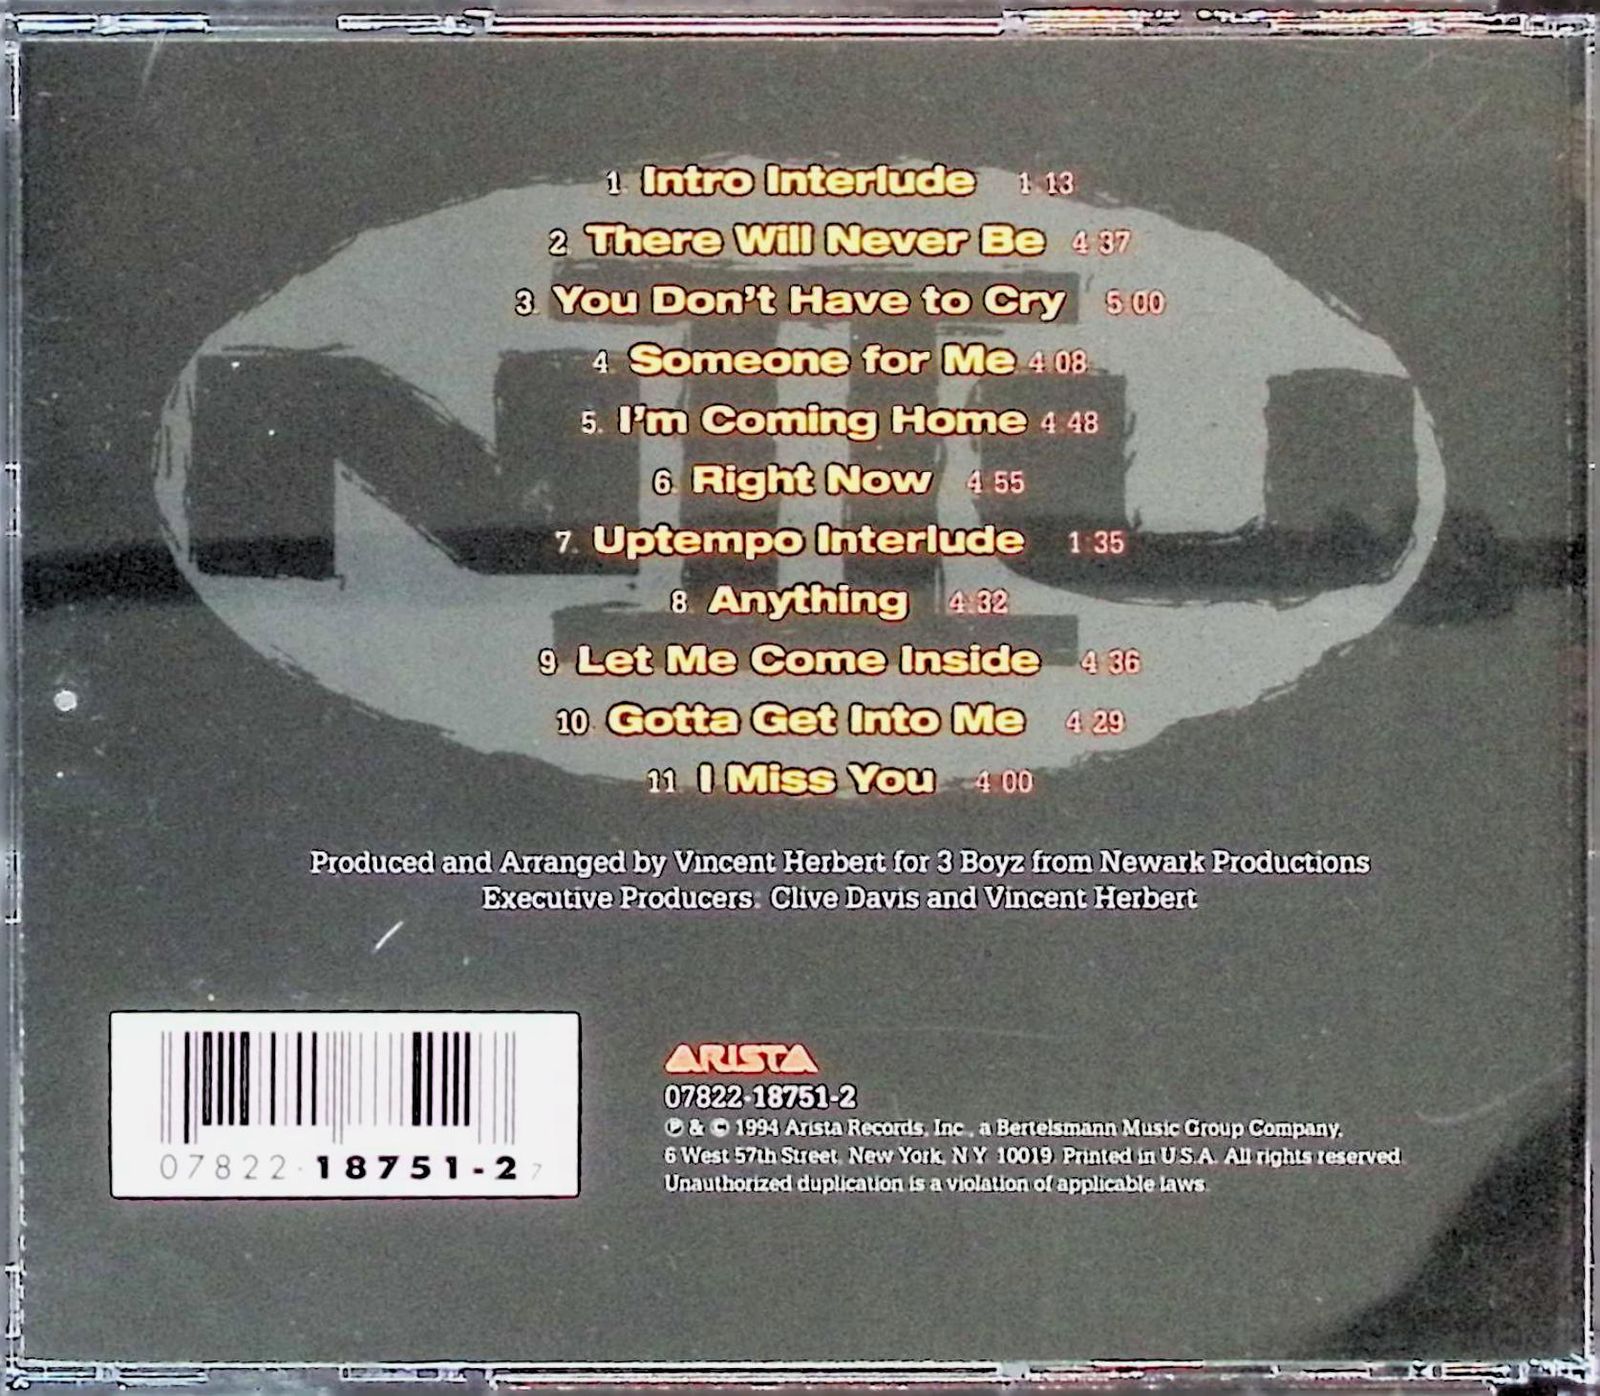 NIIU
1. Intro Interlude 1:13
2. There Will Never Be 4:37
3. You Don't Have to Cry 5:00
4. Someone for Me 4:08
5. I'm Coming Home 4:48
6. Right Now 4:55
7. Uptempo Interlude 1:35
8. Anything 4:32
9. Let Me Come Inside 4:36
10. Gotta Get Into Me 4:29
11. I Miss You 4:00
Produced and Arranged by Vincent Herbert for 3 Boyz from Newark Productions
Executive Producers: Clive Davis and Vincent Herbert
07822-18751-2 7
ARISTA
07822-18751-2
℗ & © 1994 Arista Records, Inc., a Bertelsmann Music Group Company,
6 West 57th Street, New York, N.Y. 10019. Printed in U.S.A. All rights reserved.
Unauthorized duplication is a violation of applicable laws.